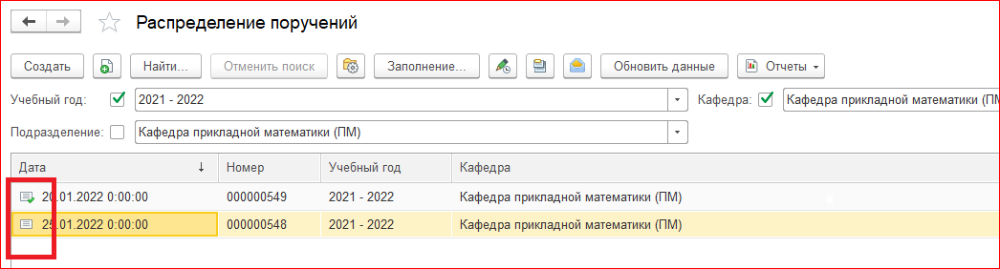 Распределение поручений
Создать Найти... Отменить поиск Заполнение... Обновить данные Отчеты
Учебный год: 2021 - 2022 Кафедра: Кафедра прикладной математики
Подразделение: Кафедра прикладной математики (ПМ)
Дата ↓ Номер Учебный год Кафедра
20.01.2022 0:00:00 000000549 2021 - 2022 Кафедра прикладной математики (ПМ)
25.01.2022 0:00:00 000000548 2021 - 2022 Кафедра прикладной математики (ПМ)